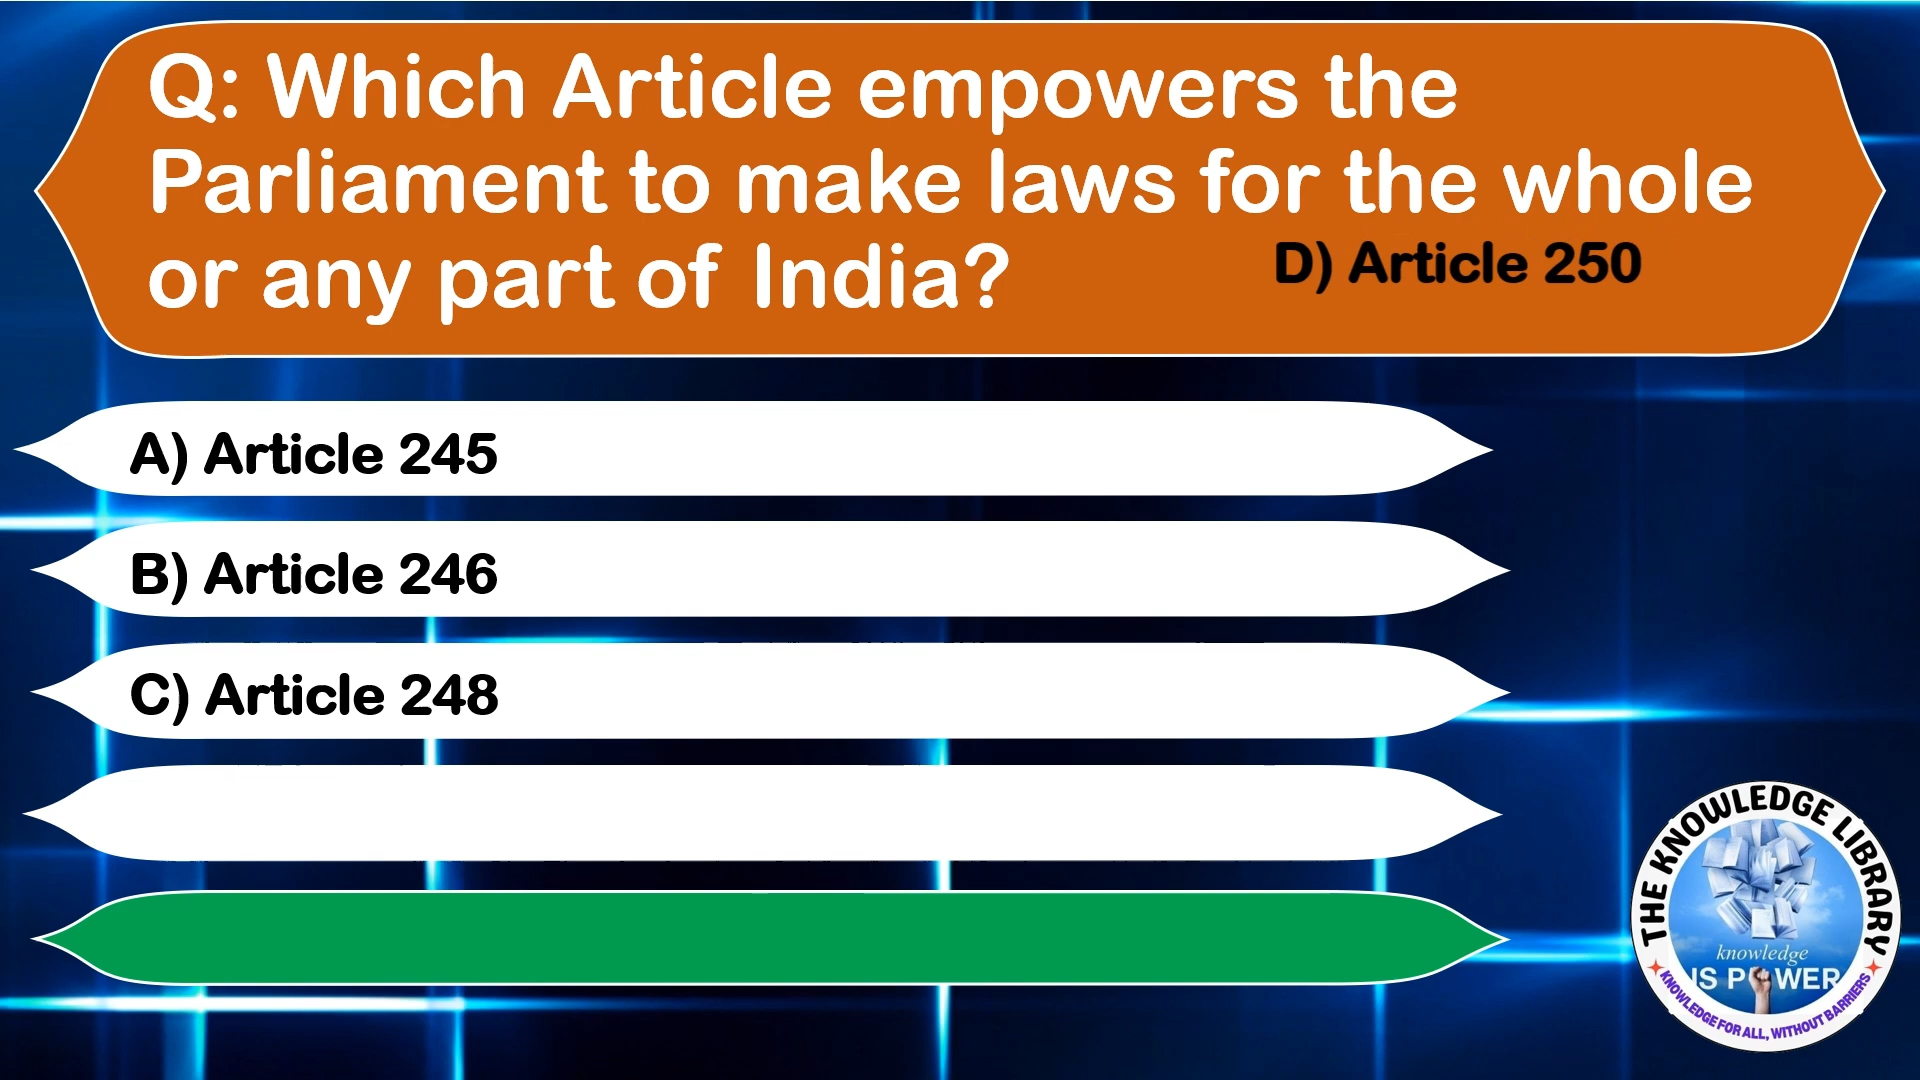 Q: Which Article empowers the
Parliament to make laws for the whole
or any part of India?
D) Article 250
A) Article 245
B) Article 246
C) Article 248
THE KNOWLEDGE LIBRARY
knowledge
IS POWER
KNOWLEDGE FOR ALL, WITHOUT BARRIERS